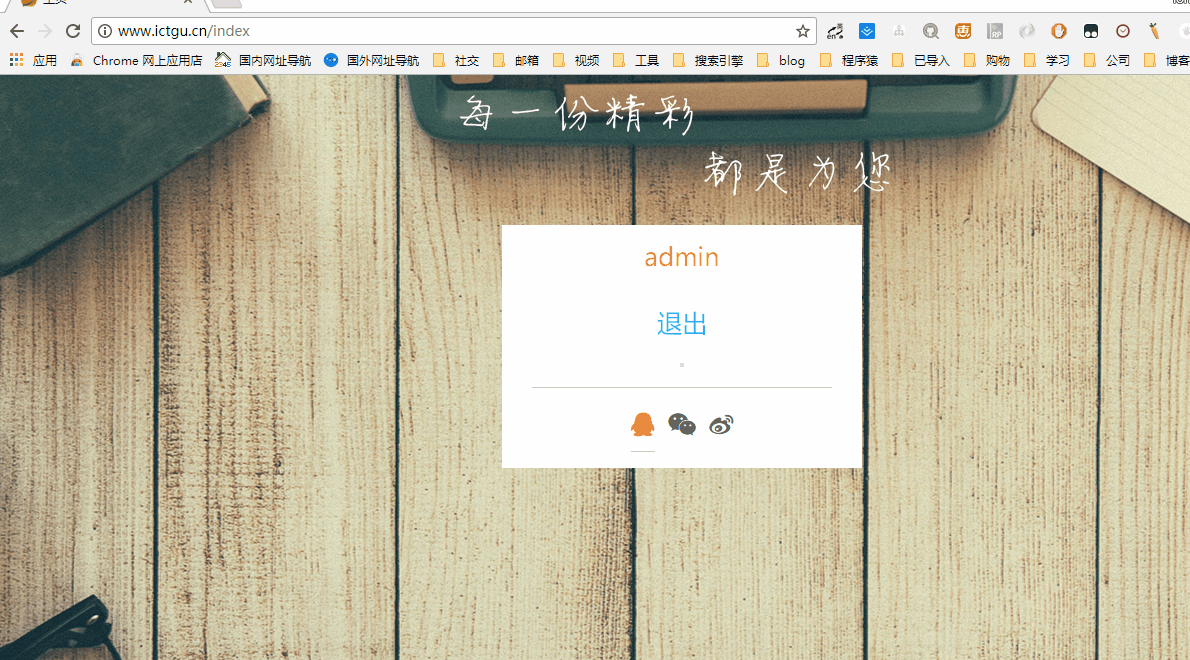 www.ictgu.cn/index
应用 Chrome 网上应用店 国内网址导航 国外网址导航 社交 邮箱 视频 工具 搜索引擎 blog 程序猿 已导入 购物 学习 公司 博客
每一份精彩
都是为您
admin
退出